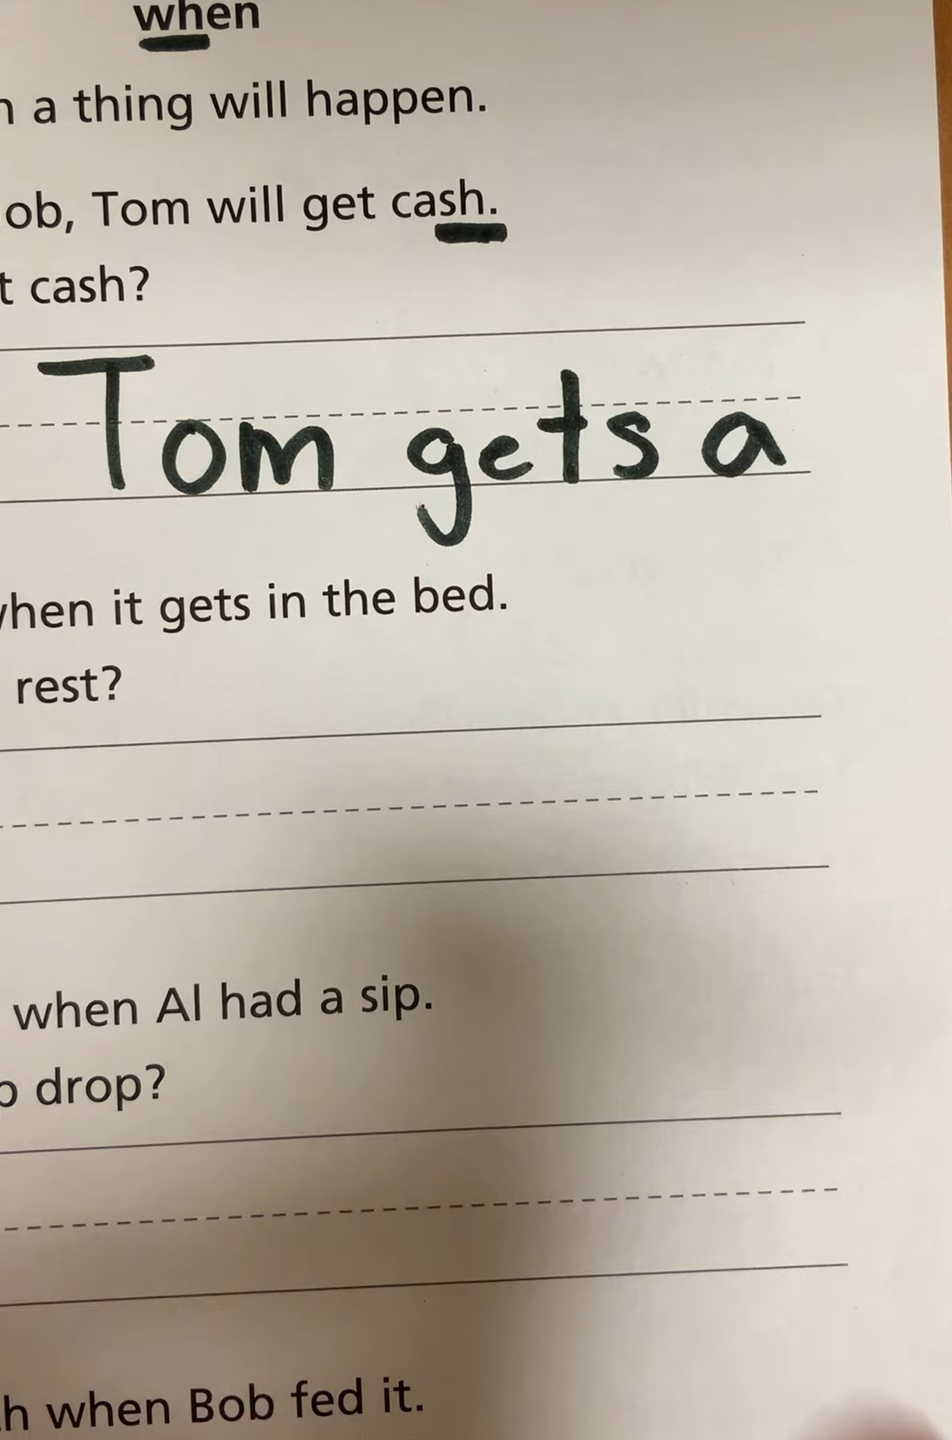 when
a thing will happen.
ob, Tom will get cash.
t cash?
Tom gets a
when it gets in the bed.
rest?
when Al had a sip.
drop?
h when Bob fed it.